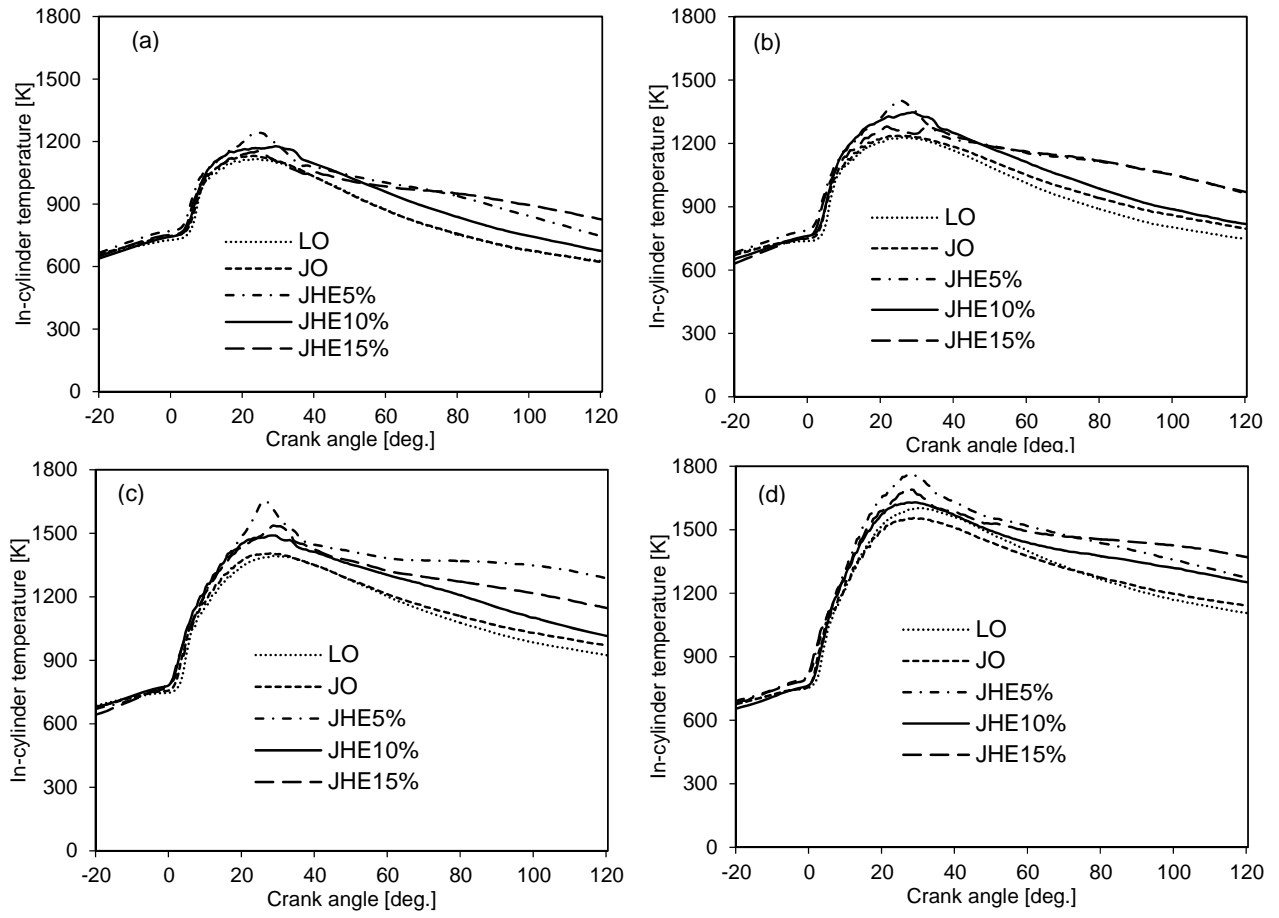 (a)
In-cylinder temperature [K]
1800
1500
1200
900
600
300
0
LO
JO
JHE5%
JHE10%
JHE15%
-20 0 20 40 60 80 100 120
Crank angle [deg.]
(b)
In-cylinder temperature [K]
1800
1500
1200
900
600
300
0
LO
JO
JHE5%
JHE10%
JHE15%
-20 0 20 40 60 80 100 120
Crank angle [deg.]
(c)
In-cylinder temperature [K]
1800
1500
1200
900
600
300
0
LO
JO
JHE5%
JHE10%
JHE15%
-20 0 20 40 60 80 100 120
Crank angle [deg.]
(d)
In-cylinder temperature [K]
1800
1500
1200
900
600
300
0
LO
JO
JHE5%
JHE10%
JHE15%
-20 0 20 40 60 80 100 120
Crank angle [deg.]